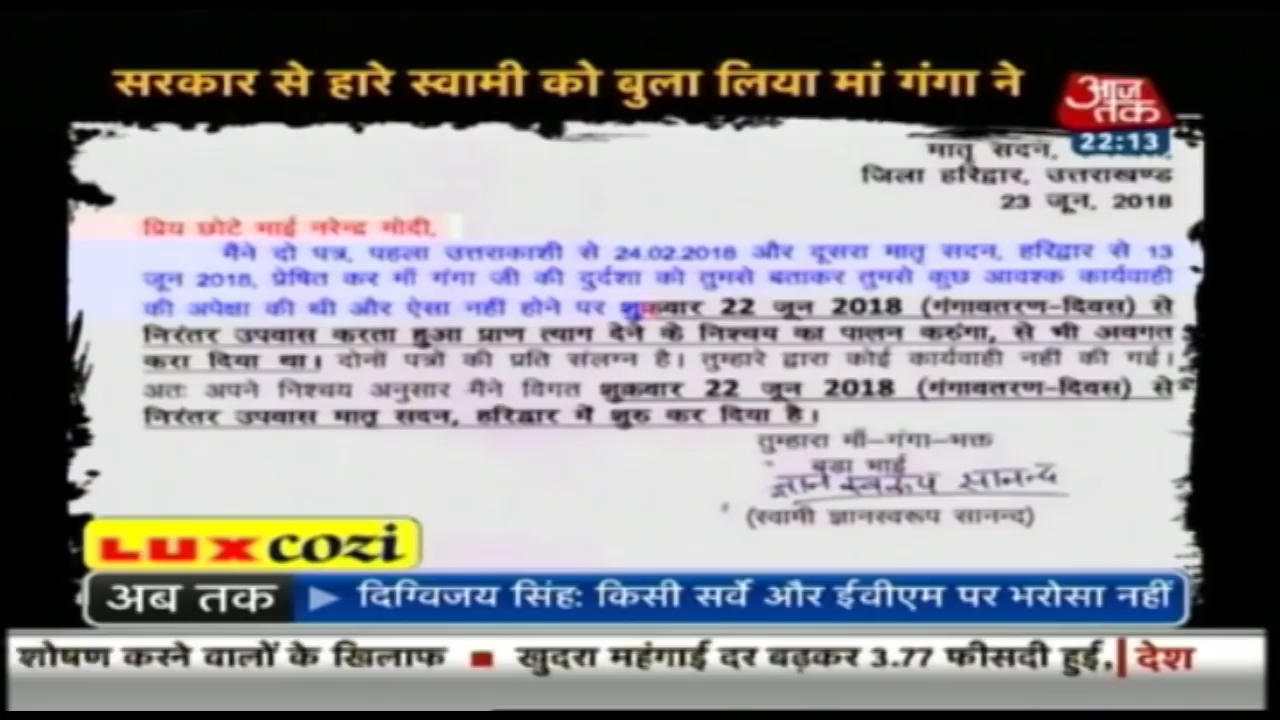 सरकार से हारे स्वामी को बुला लिया मां गंगा ने
आज तक
22:13
मातृ सदन,
जिला हरिद्वार, उत्तराखण्ड
23 जून, 2018
प्रिय छोटे भाई नरेन्द्र मोदी,
मैंने दो पत्र, पहला उत्तराकाशी से 24.02.2018 और दूसरा मातृ सदन, हरिद्वार से 13
जून 2018, प्रेषित कर माँ गंगा जी की दुर्दशा को तुमसे बताकर तुमसे कुछ आवश्क कार्यवाही
की अपेक्षा की थी और ऐसा नहीं होने पर शुक्रवार 22 जून 2018 (गंगावतरण–दिवस) से
निरंतर उपवास करता हुआ प्राण त्याग देने के निश्चय का पालन करुंगा, से भी अवगत
करा दिया था। दोनों पत्रों की प्रति संलग्न है। तुम्हारे द्वारा कोई कार्यवाही नहीं की गई।
अतः अपने निश्चय अनुसार मैंने विगत शुक्रवार 22 जून 2018 (गंगावतरण–दिवस) से
निरंतर उपवास मातृ सदन, हरिद्वार में शुरु कर दिया है।
तुम्हारा माँ–गंगा–भक्त
बडा भाई
ज्ञान स्वरूप सानन्द
(स्वामी ज्ञानस्वरूप सानन्द)
LUX cozi
अब तक
दिग्विजय सिंह: किसी सर्वे और ईवीएम पर भरोसा नहीं
शोषण करने वालों के खिलाफ ■ खुदरा महंगाई दर बढ़कर 3.77 फीसदी हुई, देश